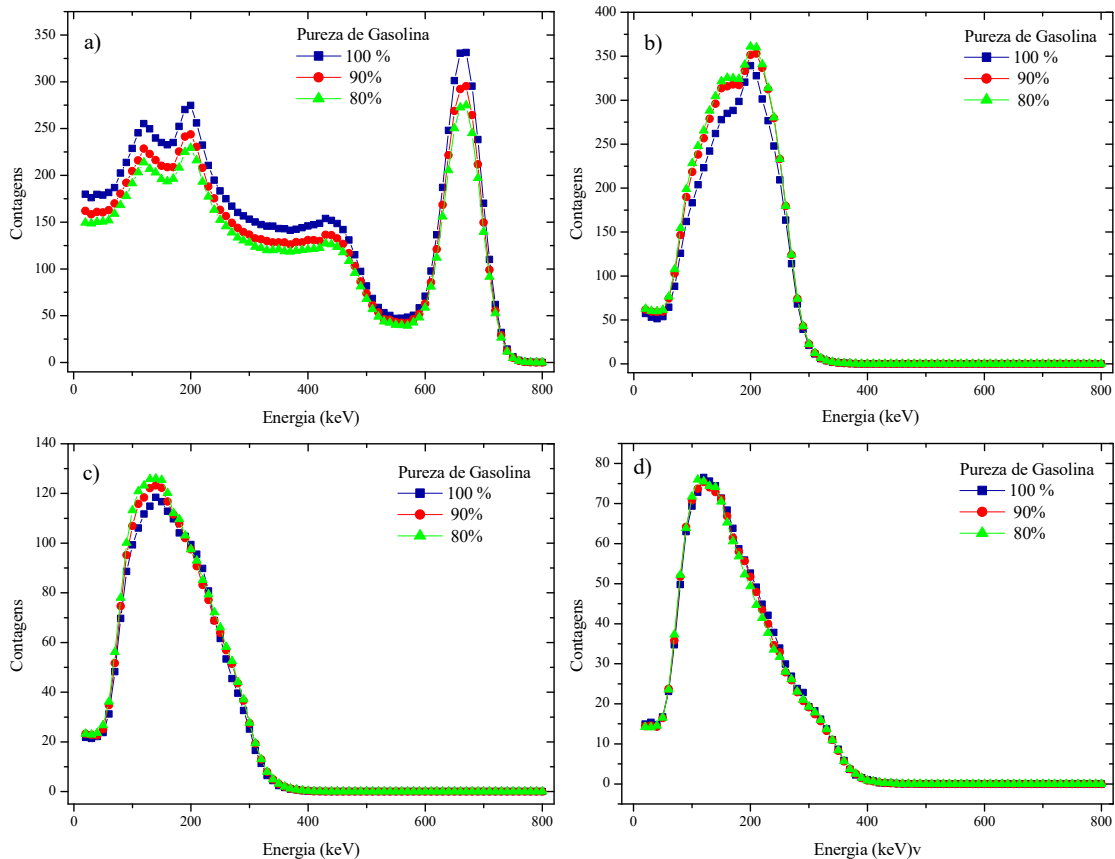 a)
Pureza de Gasolina
100 %
90%
80%
Contagens
350
300
250
200
150
100
50
0
0 200 400 600 800
Energia (keV)
b)
Pureza de Gasolina
100 %
90%
80%
Contagens
400
350
300
250
200
150
100
50
0
0 200 400 600 800
Energia (keV)
c)
Pureza de Gasolina
100 %
90%
80%
Contagens
140
120
100
80
60
40
20
0
0 200 400 600 800
Energia (keV)
d)
Pureza de Gasolina
100 %
90%
80%
Contagens
80
70
60
50
40
30
20
10
0
0 200 400 600 800
Energia (keV)v